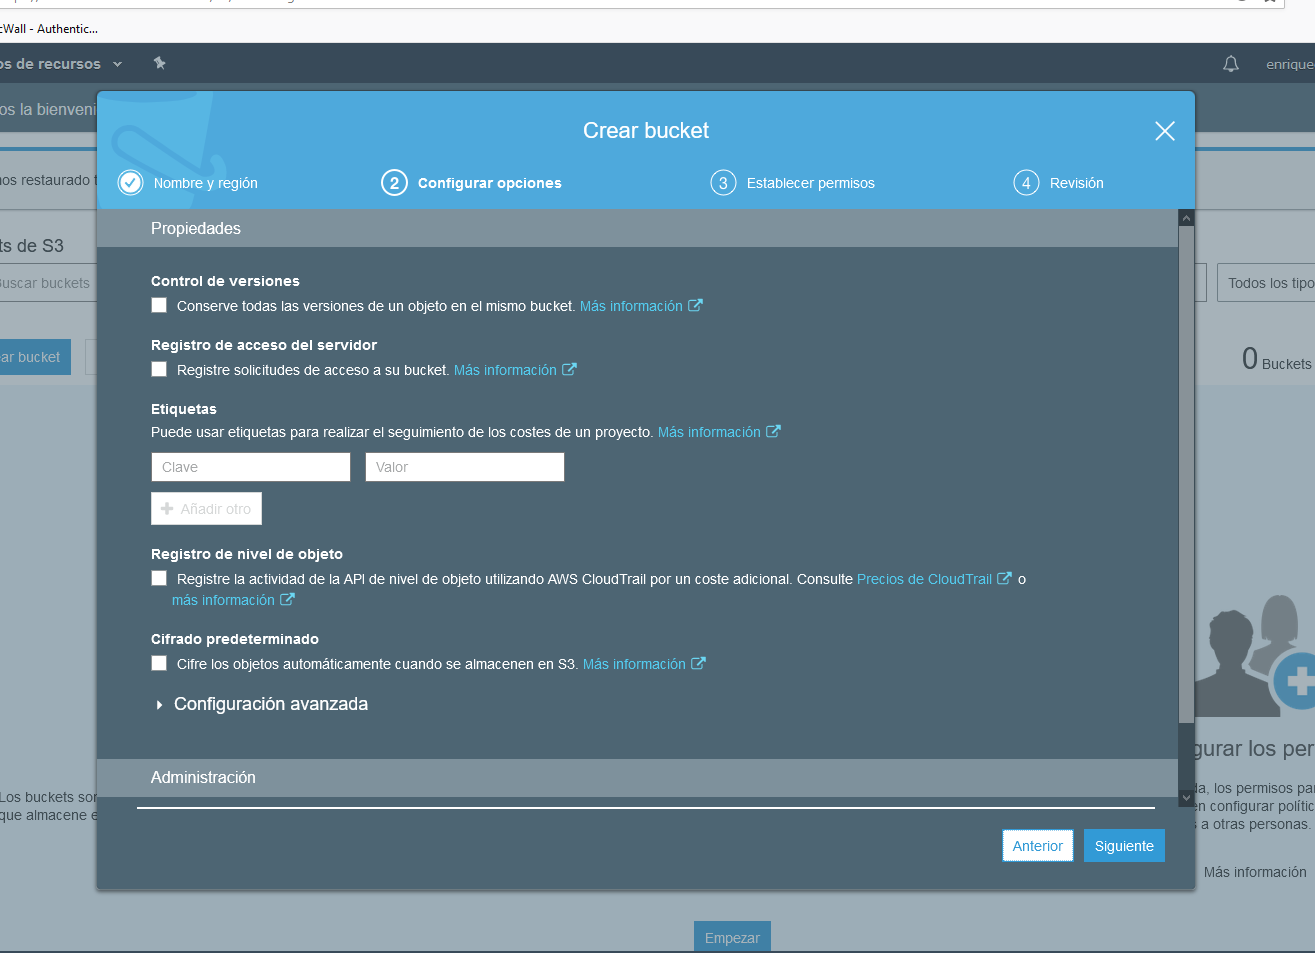 cWall - Authentic...
os de recursos
enrique
os la bienveni
Crear bucket
Nombre y región
2 Configurar opciones
3 Establecer permisos
4 Revisión
nos restaurado t
Propiedades
ts de S3
Buscar buckets
Todos los tipo
Control de versiones
Conserve todas las versiones de un objeto en el mismo bucket. Más información
Registro de acceso del servidor
ar bucket
0 Buckets
Registre solicitudes de acceso a su bucket. Más información
Etiquetas
Puede usar etiquetas para realizar el seguimiento de los costes de un proyecto. Más información
Clave
Valor
+ Añadir otro
Registro de nivel de objeto
Registre la actividad de la API de nivel de objeto utilizando AWS CloudTrail por un coste adicional. Consulte Precios de CloudTrail o
más información
Cifrado predeterminado
Cifre los objetos automáticamente cuando se almacenen en S3. Más información
Configuración avanzada
gurar los per
Administración
Los buckets son
que almacene e
da, los permisos pa
en configurar polític
s a otras personas.
Anterior
Siguiente
Más información
Empezar